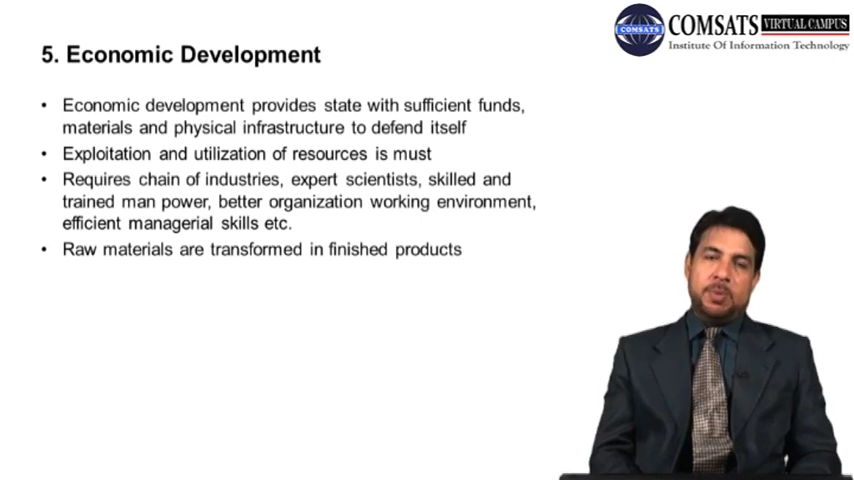 COMSATS VIRTUAL CAMPUS
COMSATS
Institute Of Information Technology
5. Economic Development
• Economic development provides state with sufficient funds,
materials and physical infrastructure to defend itself
• Exploitation and utilization of resources is must
• Requires chain of industries, expert scientists, skilled and
trained man power, better organization working environment,
efficient managerial skills etc.
• Raw materials are transformed in finished products